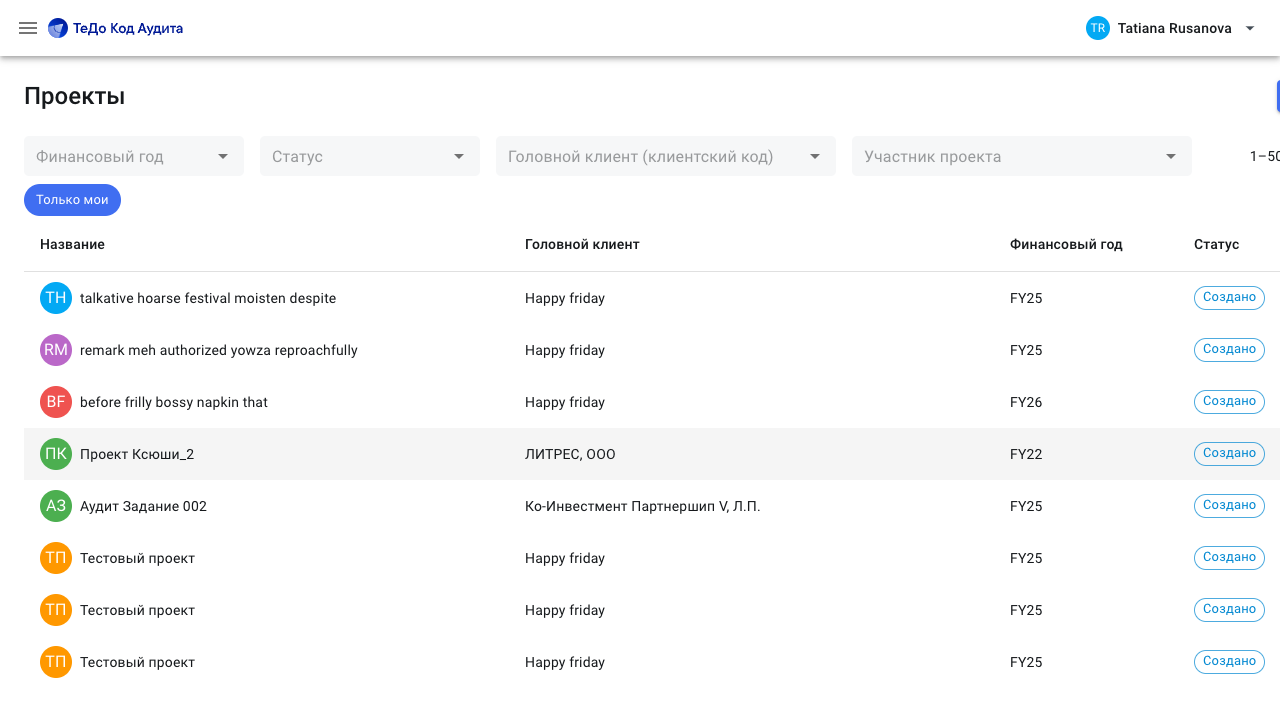 ТеДо Код Аудита
TR Tatiana Rusanova
Проекты
Финансовый год Статус Головной клиент (клиентский код) Участник проекта 1–50
Только мои
Название Головной клиент Финансовый год Статус
TH talkative hoarse festival moisten despite Happy friday FY25 Создано
RM remark meh authorized yowza reproachfully Happy friday FY25 Создано
BF before frilly bossy napkin that Happy friday FY26 Создано
ПК Проект Ксюши_2 ЛИТРЕС, ООО FY22 Создано
АЗ Аудит Задание 002 Ко-Инвестмент Партнершип V, Л.П. FY25 Создано
ТП Тестовый проект Happy friday FY25 Создано
ТП Тестовый проект Happy friday FY25 Создано
ТП Тестовый проект Happy friday FY25 Создано